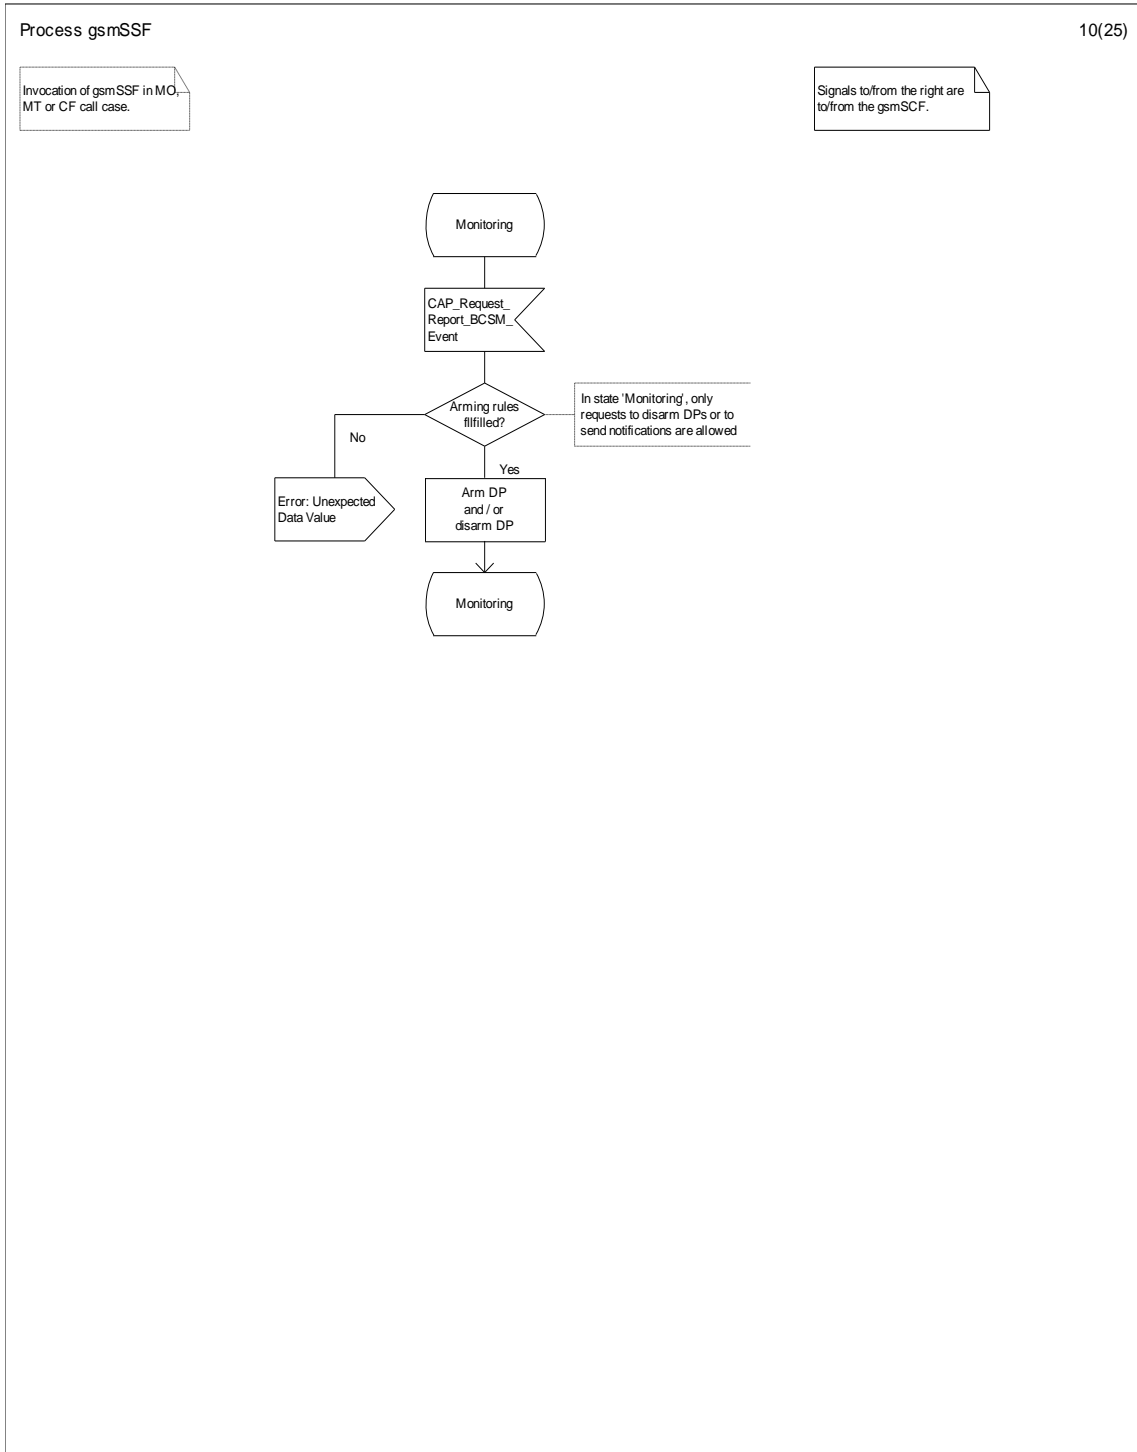 Process gsmSSF
10(25)
Invocation of gsmSSF in MO,
MT or CF call case.
Signals to/from the right are
to/from the gsmSCF.
Monitoring
CAP_Request_
Report_BCSM_
Event
Arming rules
fllfilled?
In state 'Monitoring', only
requests to disarm DPs or to
send notifications are allowed
No
Yes
Error: Unexpected
Data Value
Arm DP
and / or
disarm DP
Monitoring